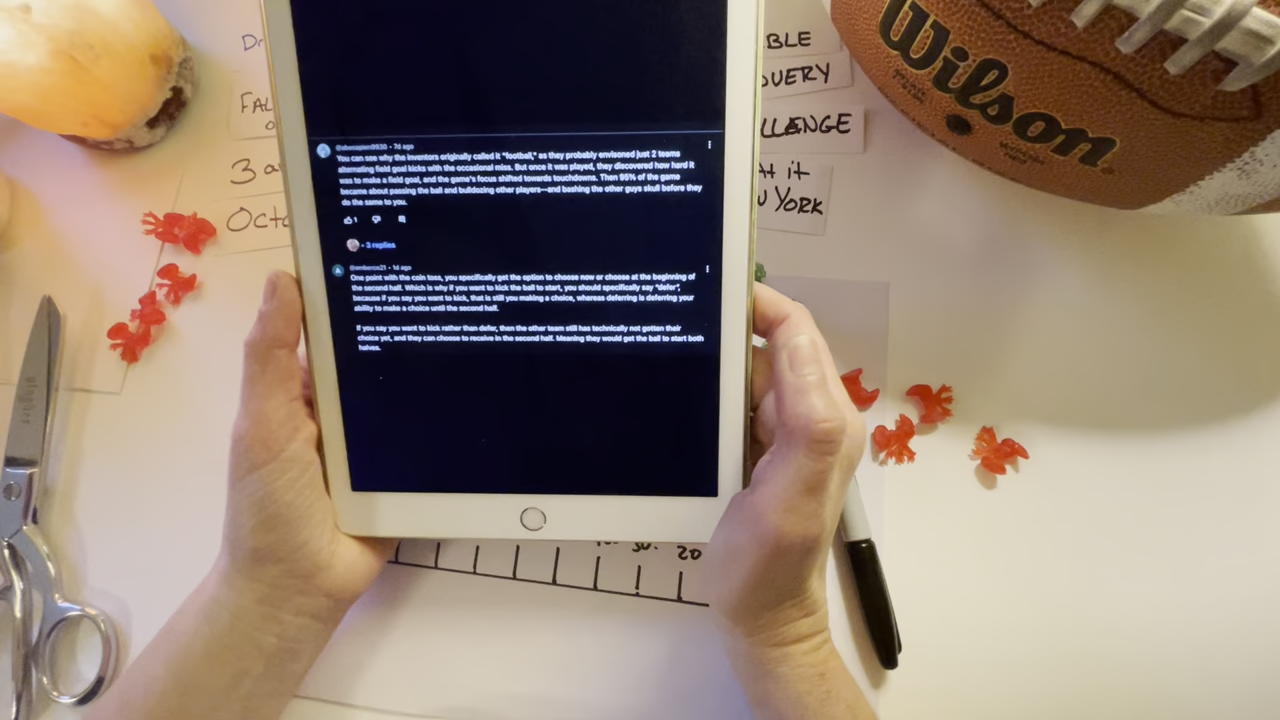 Dr
FAL
o
3 a
Octo
BLE
OVERY
LLENGE
At it
YORK
Wilson
@abesapien9930 • 7d ago
You can see why the inventors originally called it "football," as they probably envisoned just 2 teams
alternating field goal kicks with the occasional miss. But once it was played, they discovered how hard it
was to make a field goal, and the game's focus shifted towards touchdowns. Then 95% of the game
became about passing the ball and bulldozing other players—and bashing the other guys skull before they
do the same to you.
1
• 3 replies
A
@amberos21 • 1d ago
One point with the coin toss, you specifically get the option to choose now or choose at the beginning of
the second half. Which is why if you want to kick the ball to start, you should specifically say "defer",
because if you say you want to kick, that is still you making a choice, whereas deferring is deferring your
ability to make a choice until the second half.
If you say you want to kick rather than defer, then the other team still has technically not gotten their
choice yet, and they can choose to receive in the second half. Meaning they would get the ball to start both
halves.
20